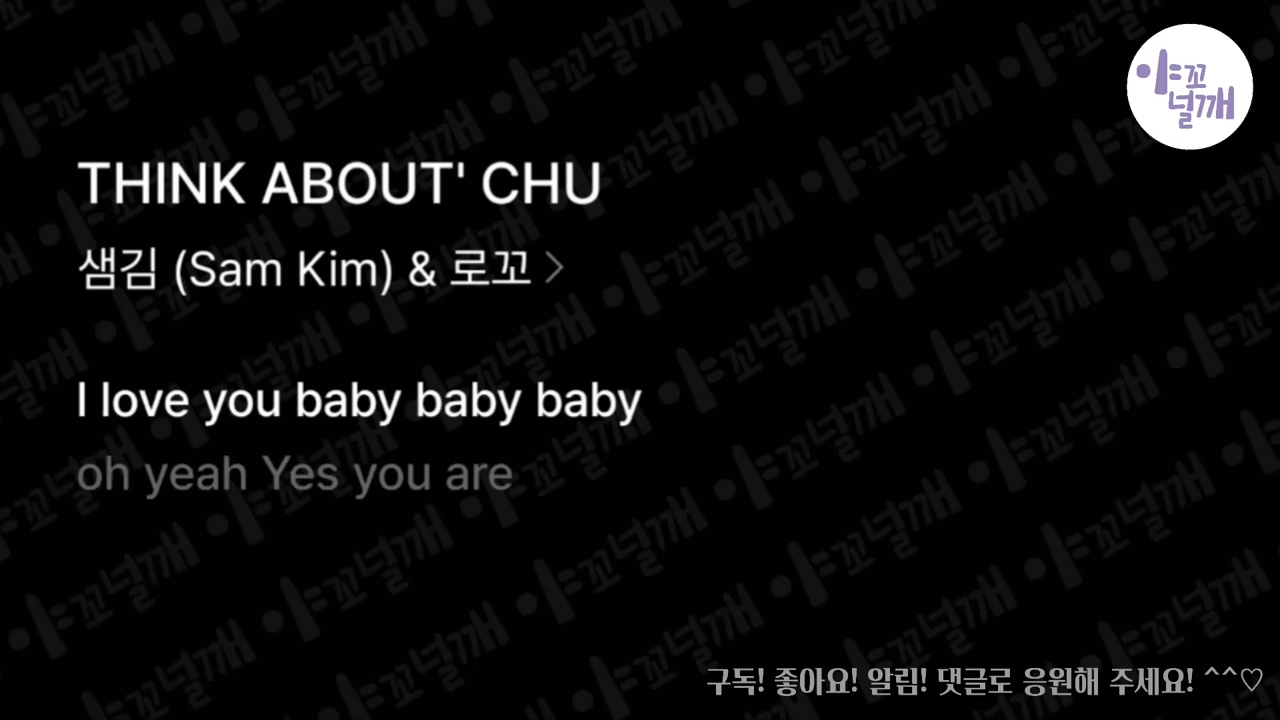 야꼬
널깨
THINK ABOUT' CHU
샘김 (Sam Kim) & 로꼬 >
I love you baby baby baby
oh yeah Yes you are
구독! 좋아요! 알림! 댓글로 응원해 주세요! ^^♡